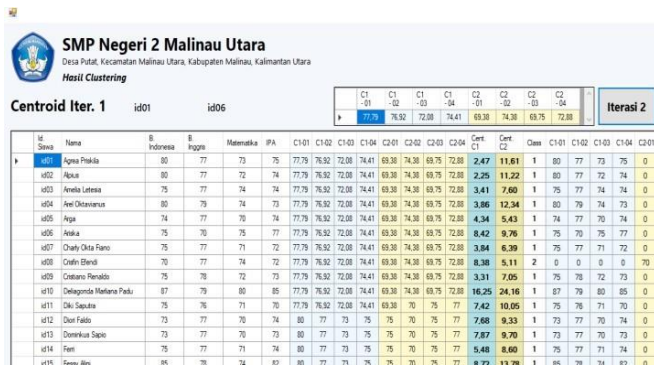 SMP Negeri 2 Malinau Utara
Desa Putat, Kecamatan Malinau Utara, Kabupaten Malinau, Kalimantan Utara
Hasil Clustering
C1 - 01 C1 - 02 C1 - 03 C1 - 04 C2 - 01 C2 - 02 C2 - 03 C2 - 04
Centroid Iter. 1 id01 id06 Iterasi 2
77,79 76,92 72,08 74,41 69,38 74,38 69,75 72,88
Id. Siswa Nama B. Indonesia B. Inggris Matematika IPA C1-01 C1-02 C1-03 C1-04 C2-01 C2-02 C2-03 C2-04 Cent. C1 Cent. C2 Class C1-01 C1-02 C1-03 C1-04 C2-01
id01 Agrea Priskila 80 77 73 75 77,79 76,92 72,08 74,41 69,38 74,38 69,75 72,88 2,47 11,61 1 80 77 73 75 0
id02 Alpius 80 77 72 74 77,79 76,92 72,08 74,41 69,38 74,38 69,75 72,88 2,25 11,22 1 80 77 72 74 0
id03 Amelia Letesia 75 77 74 74 77,79 76,92 72,08 74,41 69,38 74,38 69,75 72,88 3,41 7,60 1 75 77 74 74 0
id04 Arel Oktavianus 80 79 74 73 77,79 76,92 72,08 74,41 69,38 74,38 69,75 72,88 3,86 12,34 1 80 79 74 73 0
id05 Arga 74 77 70 74 77,79 76,92 72,08 74,41 69,38 74,38 69,75 72,88 4,34 5,43 1 74 77 70 74 0
id06 Ariska 75 70 75 77 77,79 76,92 72,08 74,41 69,38 74,38 69,75 72,88 8,42 9,76 1 75 70 75 77 0
id07 Charly Okta Fiano 75 77 71 72 77,79 76,92 72,08 74,41 69,38 74,38 69,75 72,88 3,84 6,39 1 75 77 71 72 0
id08 Cristin Efendi 70 77 74 72 77,79 76,92 72,08 74,41 69,38 74,38 69,75 72,88 8,38 5,11 2 0 0 0 0 70
id09 Cristiano Renaldo 75 78 72 73 77,79 76,92 72,08 74,41 69,38 74,38 69,75 72,88 3,31 7,05 1 75 78 72 73 0
id10 Deliagonda Marliana Padu 87 79 80 85 77,79 76,92 72,08 74,41 69,38 74,38 69,75 72,88 16,25 24,16 1 87 79 80 85 0
id11 Diki Saputra 75 76 71 70 77,79 76,92 72,08 74,41 69,38 70 75 77 7,42 10,05 1 75 76 71 70 0
id12 Dion Faldo 73 77 70 74 80 77 73 75 75 70 75 77 7,68 9,33 1 73 77 70 74 0
id13 Dominikus Sapio 73 77 70 73 80 77 73 75 75 70 75 77 7,87 9,70 1 73 77 70 73 0
id14 Ferri 75 77 71 74 80 77 73 75 75 70 75 77 5,48 8,60 1 75 77 71 74 0
id15 85 78 74 82 80 77 73 75 75 70 75 77 8,72 13,78 1 85 78 74 82 0